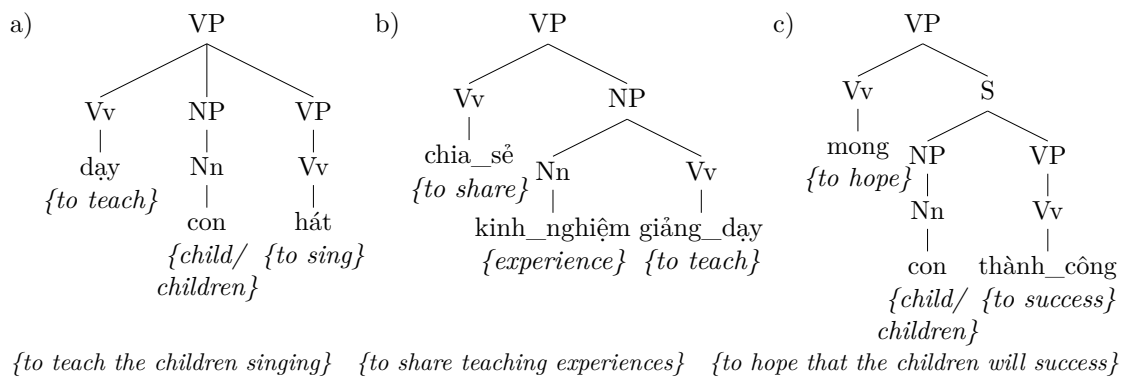 a)
VP
Vv NP VP
dạy Nn Vv
{to teach}
con hát
{child/ {to sing}
children}
{to teach the children singing}
b)
VP
Vv NP
chia_sẻ
{to share}
Nn Vv
kinh_nghiệm giảng_dạy
{experience} {to teach}
{to share teaching experiences}
c)
VP
Vv S
mong
{to hope}
NP VP
Nn Vv
con thành_công
{child/ {to success}
children}
{to hope that the children will success}